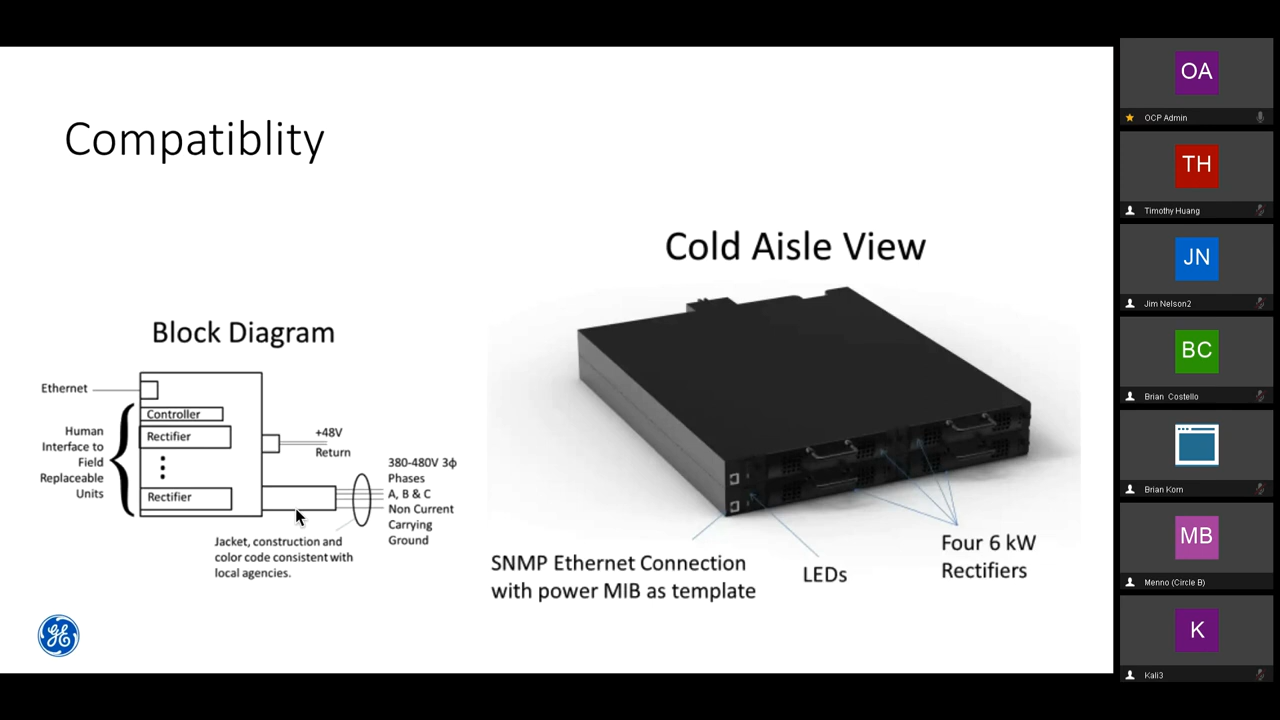 Compatiblity
Cold Aisle View
Block Diagram
Ethernet
Controller
Rectifier
Rectifier
Human
Interface to
Field
Replaceable
Units
+48V
Return
380-480V 3ф
Phases
A, B & C
Non Current
Carrying
Ground
Jacket, construction and
color code consistent with
local agencies.
SNMP Ethernet Connection
with power MIB as template
LEDs
Four 6 kW
Rectifiers
GE
OA
OCP Admin
TH
Timothy Huang
JN
Jim Nelson2
BC
Brian Costello
Brian Korn
MB
Menno (Circle B)
K
Kali3